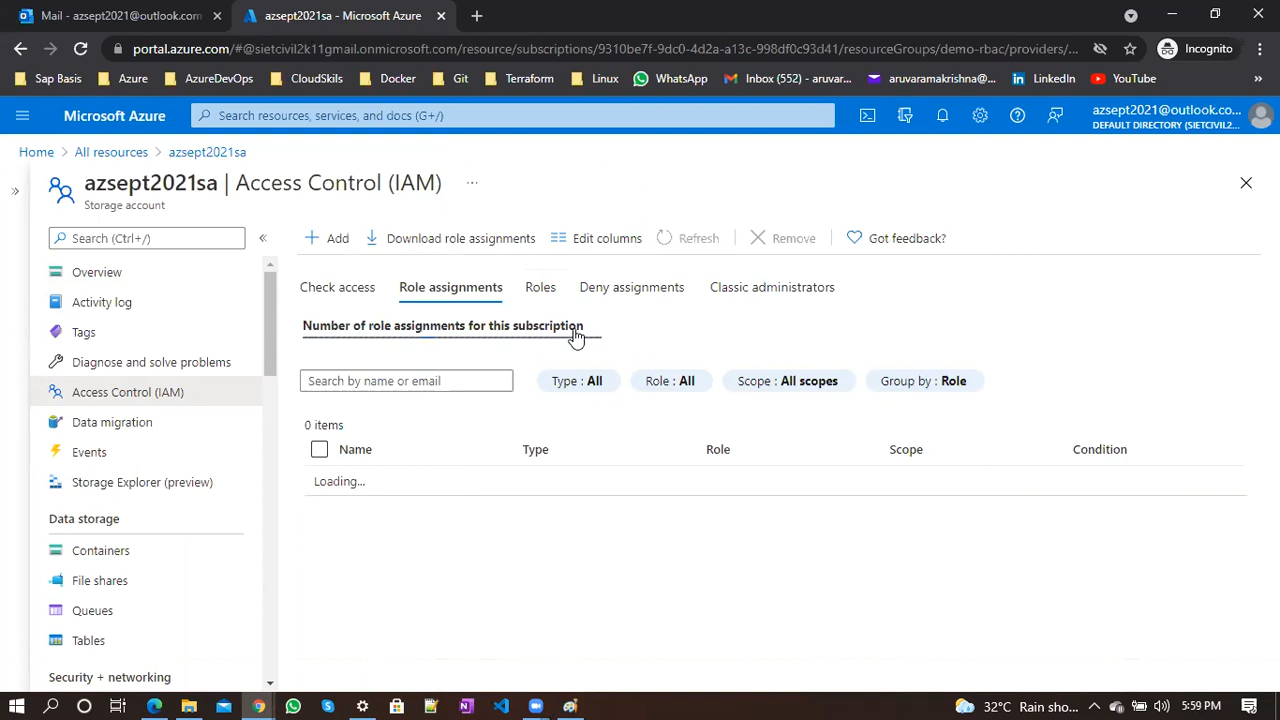 Mail - azsept2021@outlook.com
azsept2021sa - Microsoft Azure
portal.azure.com/#@sietcivil2k11gmail.onmicrosoft.com/resource/subscriptions/9310be7f-9dc0-4d2a-a13c-998df0c93d41/resourceGroups/demo-rbac/providers/...
Incognito
Sap Basis
Azure
AzureDevOps
CloudSkils
Docker
Git
Terraform
Linux
WhatsApp
Inbox (552) - aruvar...
aruvaramakrishna@...
LinkedIn
YouTube
»
Microsoft Azure
Search resources, services, and docs (G+/)
azsept2021@outlook.co...
DEFAULT DIRECTORY (SIETCIVIL2...
Home > All resources > azsept2021sa
azsept2021sa | Access Control (IAM) ...
Storage account
Search (Ctrl+/)
«
Add
Download role assignments
Edit columns
Refresh
Remove
Got feedback?
Overview
Activity log
Tags
Diagnose and solve problems
Access Control (IAM)
Data migration
Events
Storage Explorer (preview)
Data storage
Containers
File shares
Queues
Tables
Security + networking
Check access
Role assignments
Roles
Deny assignments
Classic administrators
Number of role assignments for this subscription
Search by name or email
Type : All
Role : All
Scope : All scopes
Group by : Role
0 items
Name
Type
Role
Scope
Condition
Loading...
32°C Rain sho...
5:59 PM